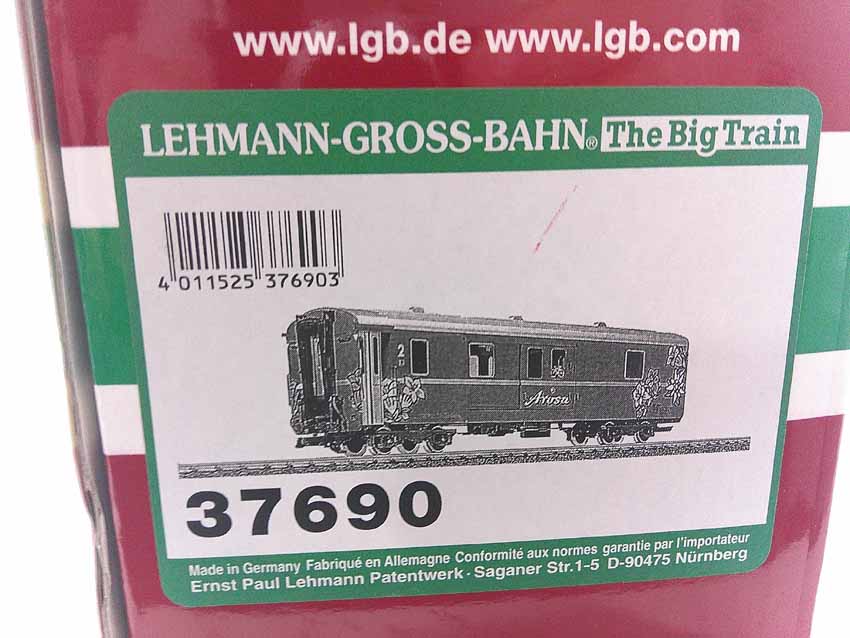 www.lgb.de www.lgb.com
LEHMANN-GROSS-BAHN® The Big Train
4 011525 376903
2
Arosa
37690
Made in Germany Fabriqué en Allemagne Conformité aux normes garantie par l'importateur
Ernst Paul Lehmann Patentwerk · Saganer Str.1-5 D-90475 Nürnberg